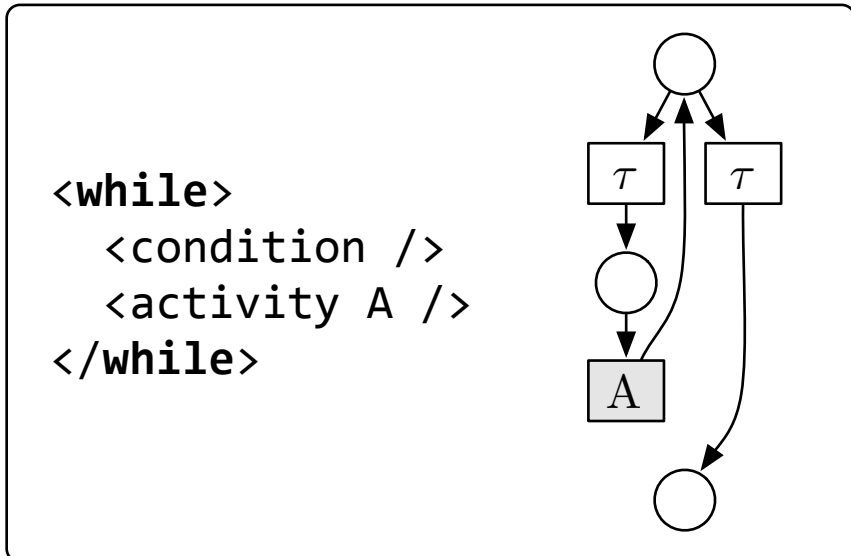 <while>
<condition />
<activity A />
</while>
τ
τ
A